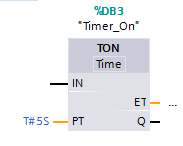 %DB3
"Timer_On"
TON
Time
IN
ET ...
T#5S PT Q